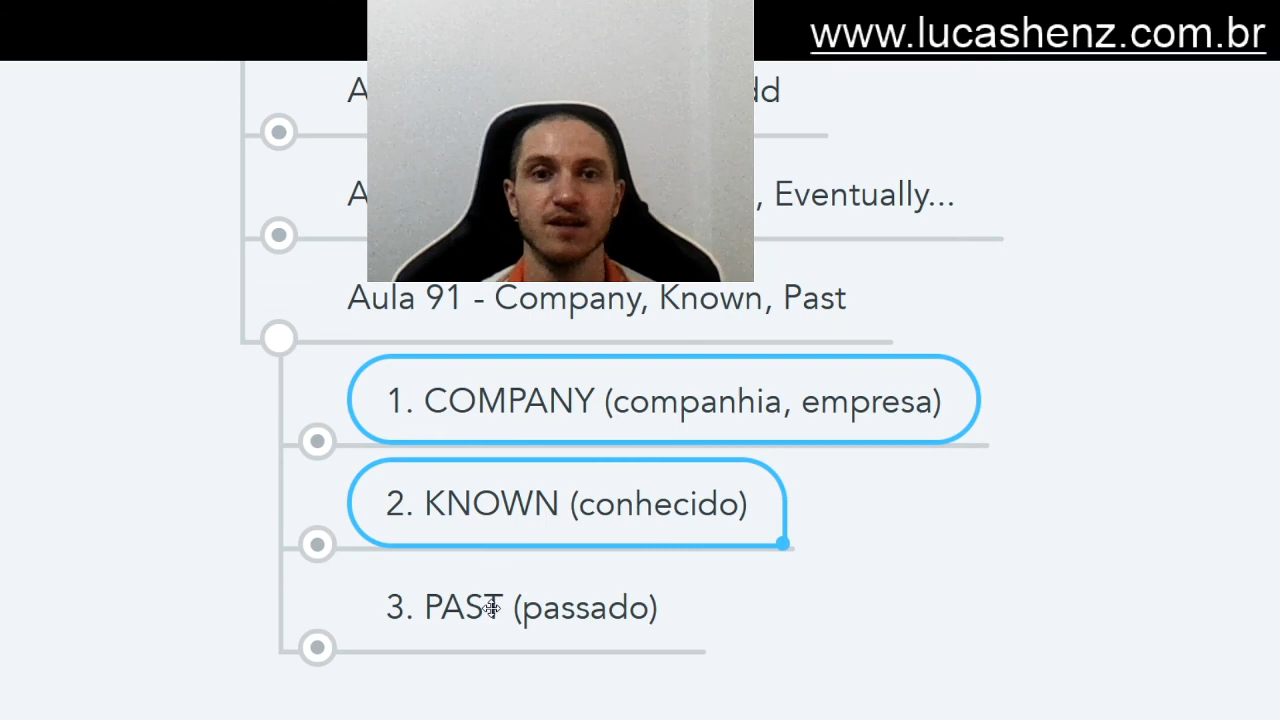 www.lucashenz.com.br
, Eventually...
Aula 91 - Company, Known, Past
1. COMPANY (companhia, empresa)
2. KNOWN (conhecido)
3. PAST (passado)